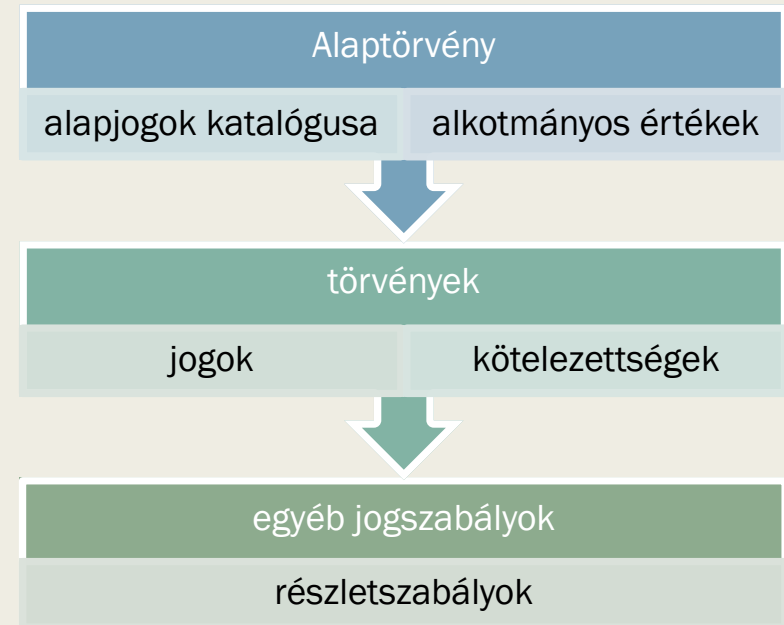 Alaptörvény
alapjogok katalógusa alkotmányos értékek
törvények
jogok kötelezettségek
egyéb jogszabályok
részletszabályok